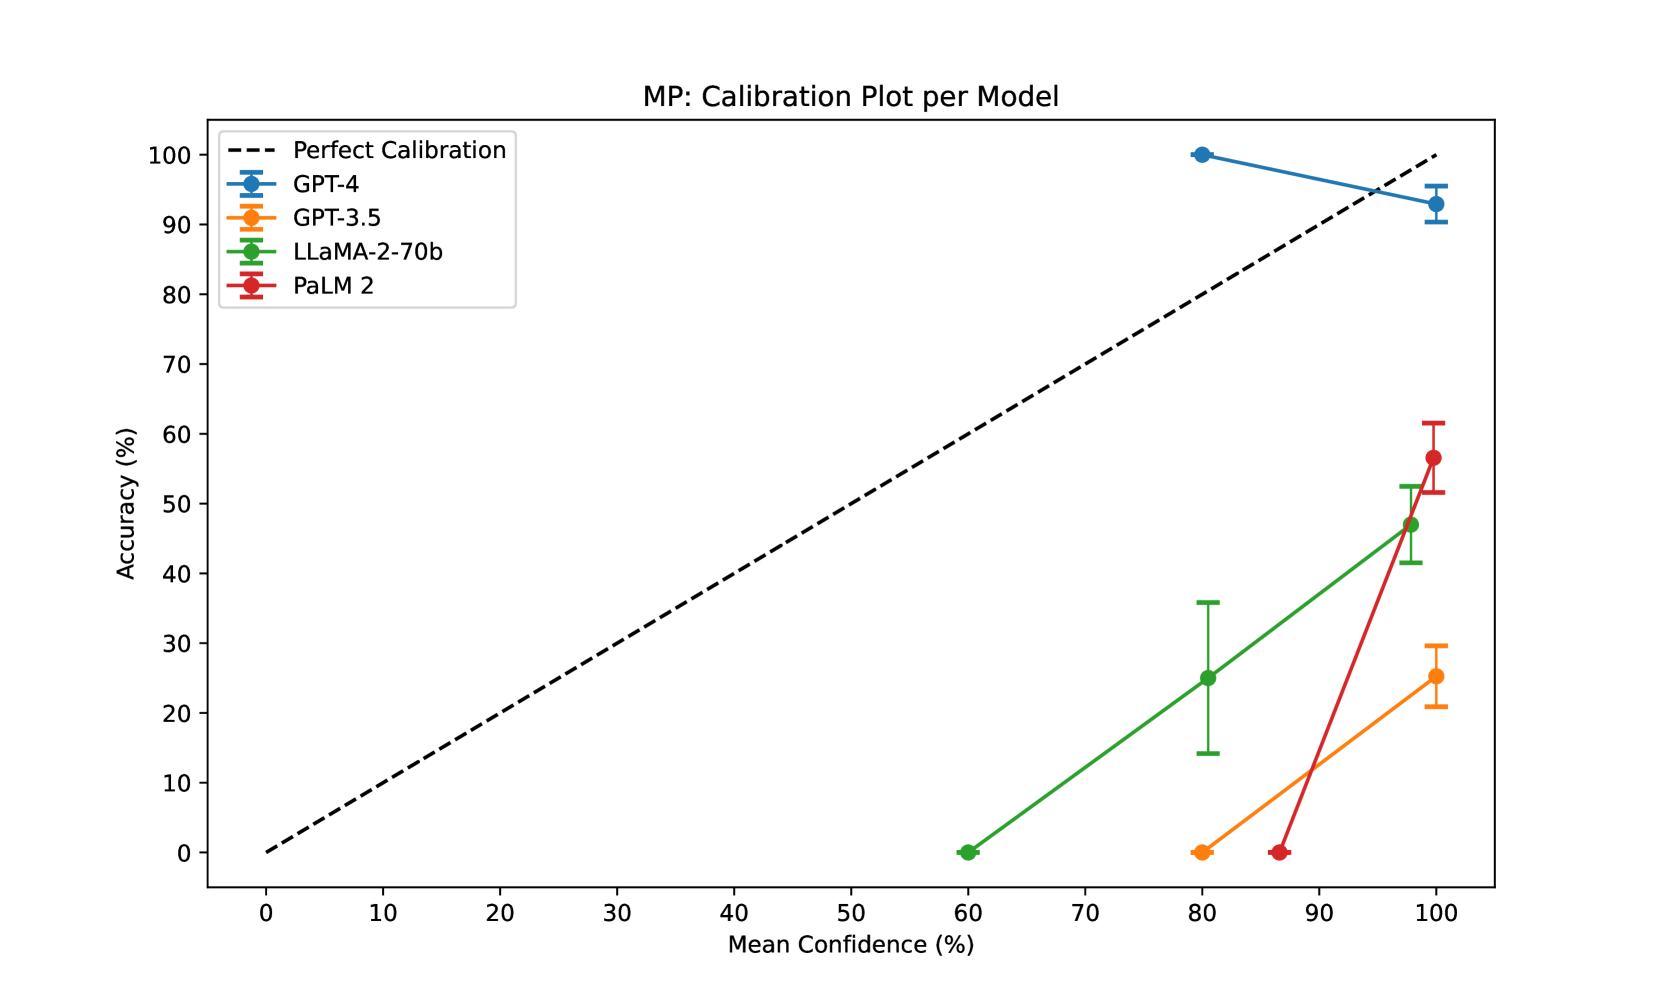 MP: Calibration Plot per Model
Perfect Calibration
GPT-4
GPT-3.5
LLaMA-2-70b
PaLM 2
100
90
80
70
60
50
40
30
20
10
0
Accuracy (%)
0 10 20 30 40 50 60 70 80 90 100
Mean Confidence (%)